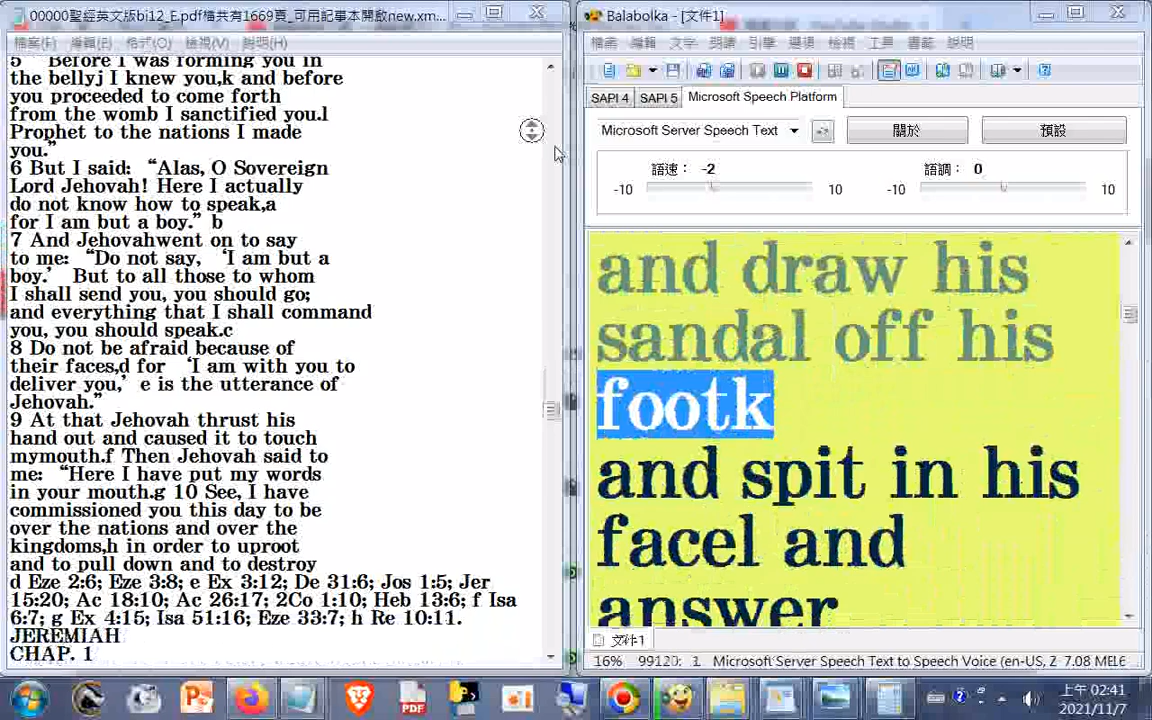 00000聖經英文版bi12_E.pdf檔共有1669頁_可用記事本開啟new.xm...
檔案(F) 編輯(E) 格式(O) 檢視(V) 說明(H)
5 “Before I was forming you in
the bellyj I knew you,k and before
you proceeded to come forth
from the womb I sanctified you.l
Prophet to the nations I made
you.”
6 But I said: “Alas, O Sovereign
Lord Jehovah! Here I actually
do not know how to speak,a
for I am but a boy.” b
7 And Jehovahwent on to say
to me: “Do not say, ‘I am but a
boy.’ But to all those to whom
I shall send you, you should go;
and everything that I shall command
you, you should speak.c
8 Do not be afraid because of
their faces,d for ‘I am with you to
deliver you,’ e is the utterance of
Jehovah.”
9 At that Jehovah thrust his
hand out and caused it to touch
mymouth.f Then Jehovah said to
me: “Here I have put my words
in your mouth.g 10 See, I have
commissioned you this day to be
over the nations and over the
kingdoms,h in order to uproot
and to pull down and to destroy
d Eze 2:6; Eze 3:8; e Ex 3:12; De 31:6; Jos 1:5; Jer
15:20; Ac 18:10; Ac 26:17; 2Co 1:10; Heb 13:6; f Isa
6:7; g Ex 4:15; Isa 51:16; Eze 33:7; h Re 10:11.
JEREMIAH
CHAP. 1
Balabolka - [文件1]
檔案 編輯 文字 朗讀 引擎 選項 檢視 工具 書籤 說明
SAPI 4 SAPI 5 Microsoft Speech Platform
Microsoft Server Speech Text 關於 預設
語速： -2 語調： 0
-10 10 -10 10
and draw his
sandal off his
footk
and spit in his
facel and
answer
文件1
16% 99120: 1 Microsoft Server Speech Text to Speech Voice (en-US, Z 7.08 МБ
PDF
上午 02:41
2021/11/7